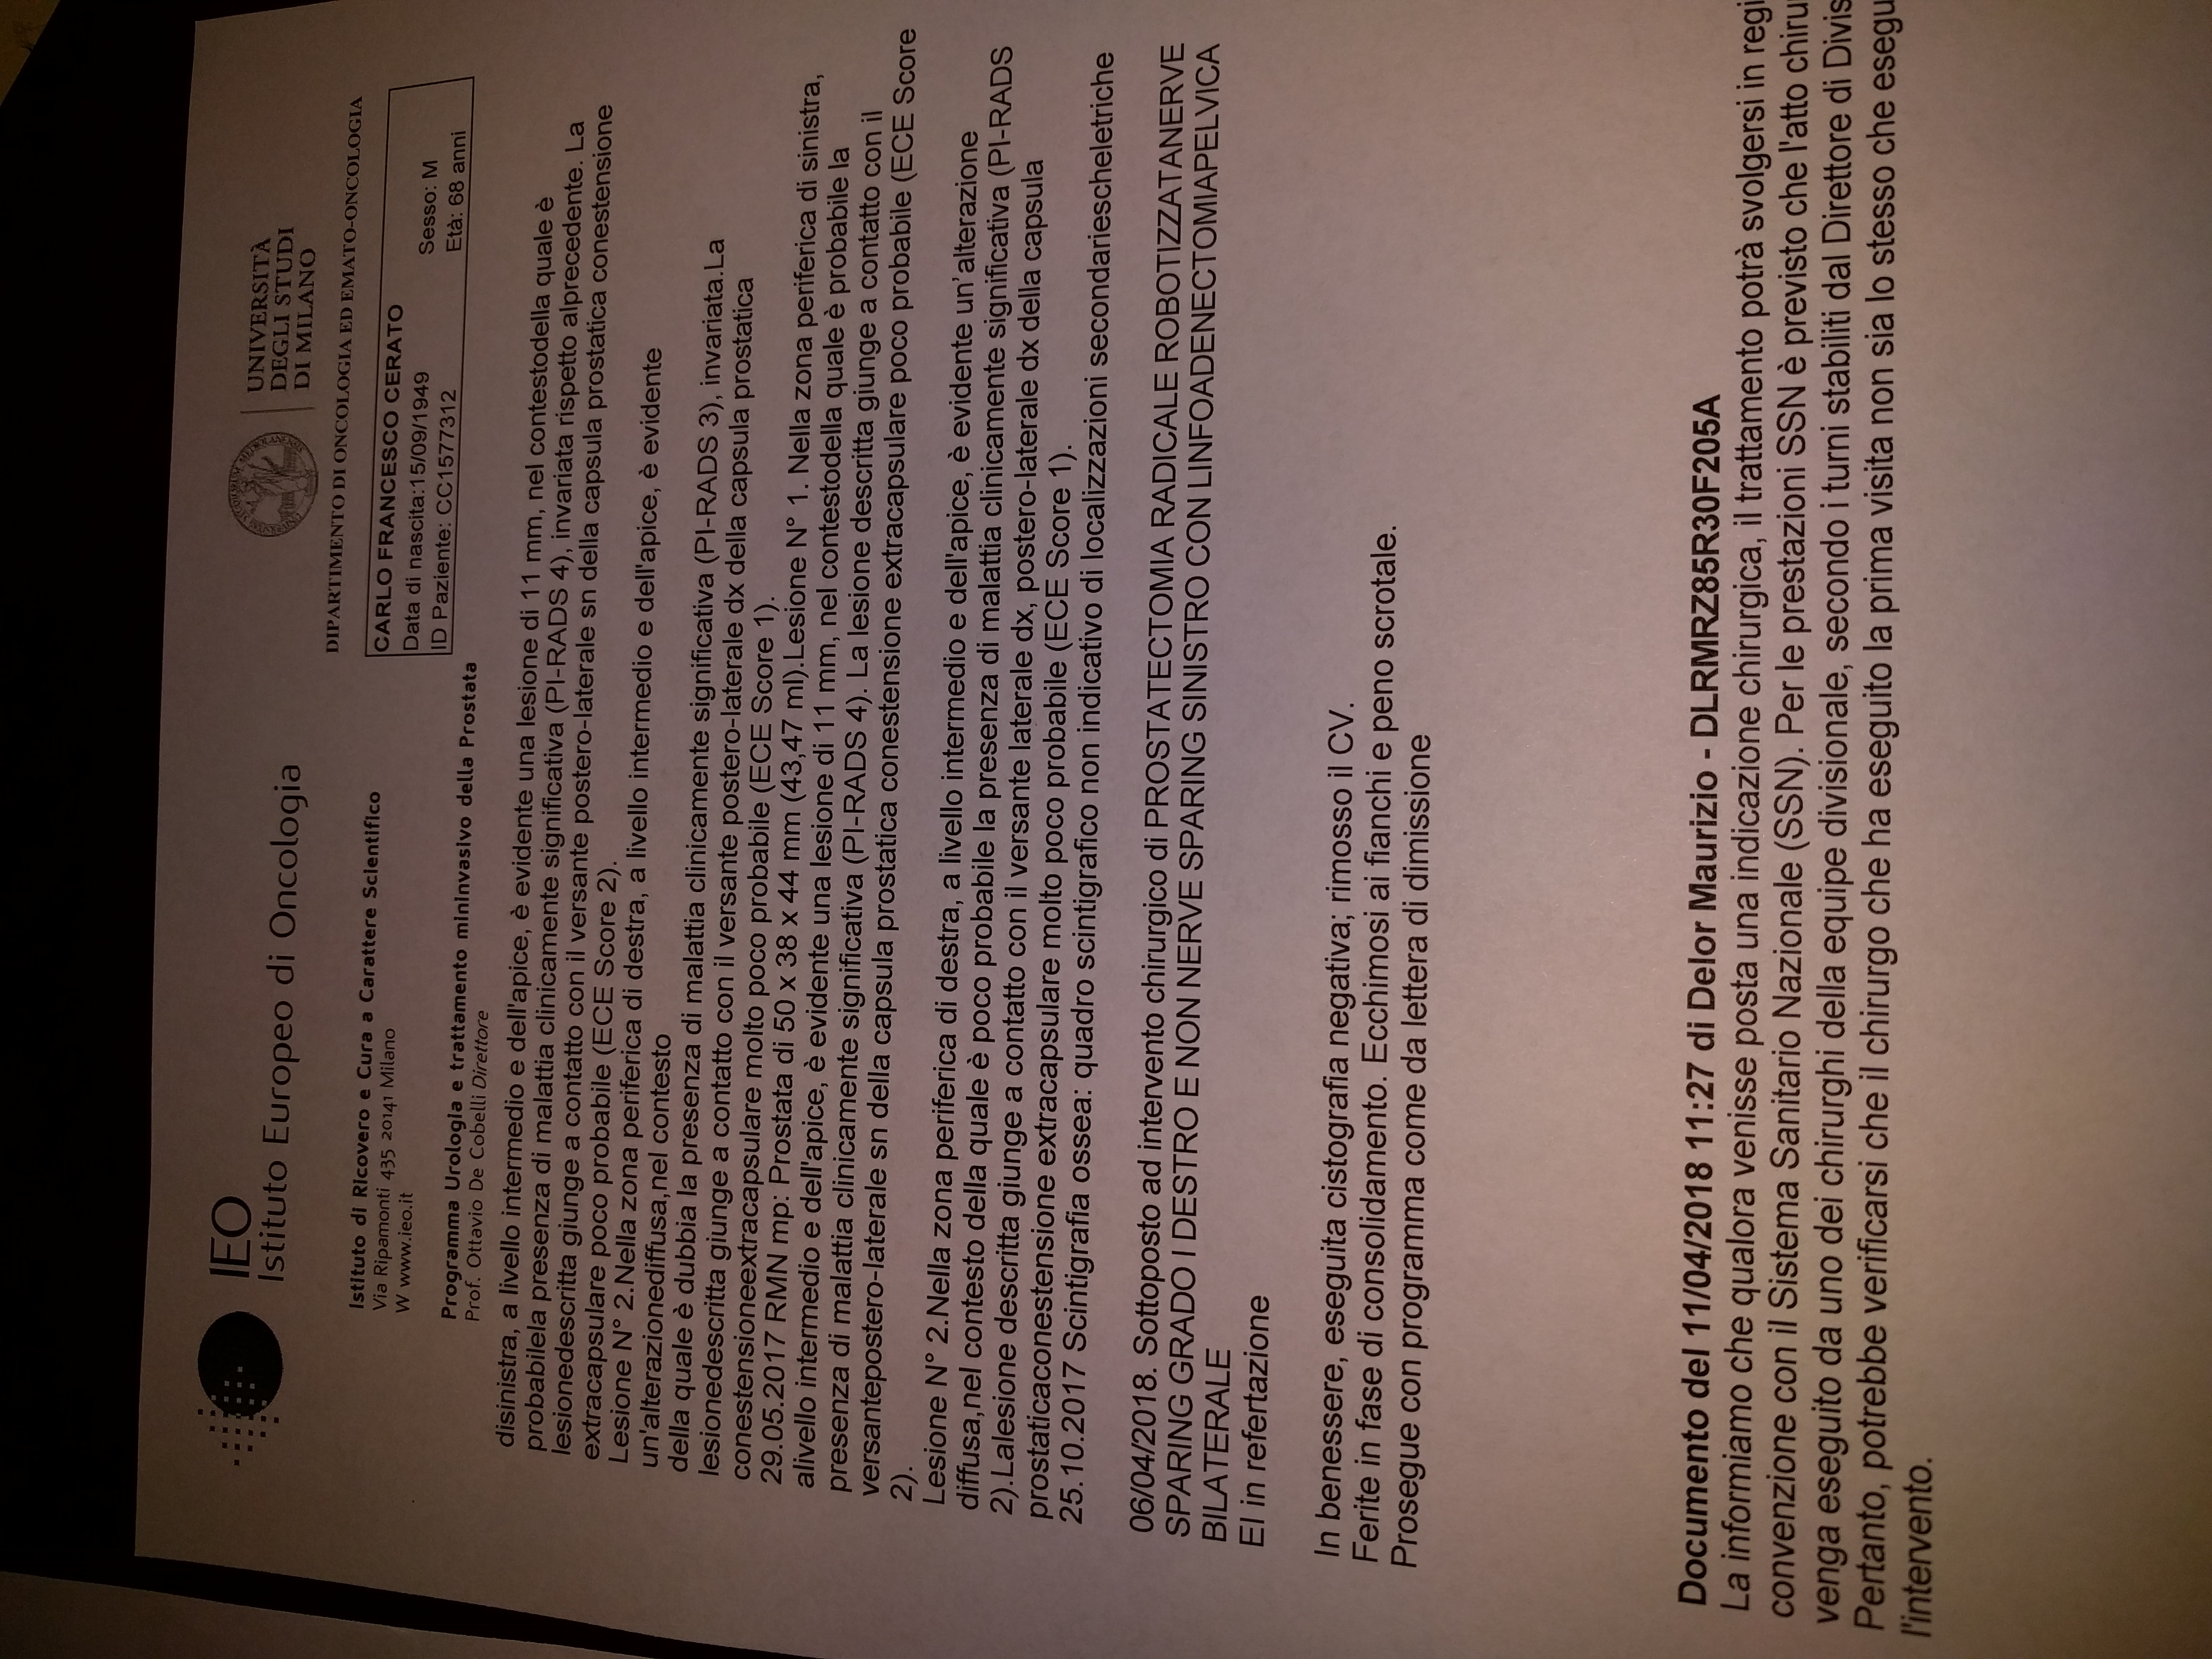 IEO
Istituto Europeo di Oncologia
UNIVERSITÀ
DEGLI STUDI
DI MILANO
Istituto di Ricovero e Cura a Carattere Scientifico
Via Ripamonti 435 20141 Milano
W www.ieo.it
DIPARTIMENTO DI ONCOLOGIA ED EMATO-ONCOLOGIA
Programma Urologia e trattamento mininvasivo della Prostata
Prof. Ottavio De Cobelli Direttore
CARLO FRANCESCO CERATO
Data di nascita:15/09/1949 Sesso: M
ID Paziente: CC1577312 Età: 68 anni
disinistra, a livello intermedio e dell'apice, è evidente una lesione di 11 mm, nel contestodella quale è
probabilela presenza di malattia clinicamente significativa (PI-RADS 4), invariata rispetto alprecedente. La
lesionedescritta giunge a contatto con il versante postero-laterale sn della capsula prostatica conestensione
extracapsulare poco probabile (ECE Score 2).
Lesione N° 2.Nella zona periferica di destra, a livello intermedio e dell'apice, è evidente
un'alterazionediffusa,nel contesto
della quale è dubbia la presenza di malattia clinicamente significativa (PI-RADS 3), invariata.La
lesionedescritta giunge a contatto con il versante postero-laterale dx della capsula prostatica
conestensioneextracapsulare molto poco probabile (ECE Score 1).
29.05.2017 RMN mp: Prostata di 50 x 38 x 44 mm (43,47 ml).Lesione N° 1. Nella zona periferica di sinistra,
alivello intermedio e dell'apice, è evidente una lesione di 11 mm, nel contestodella quale è probabile la
presenza di malattia clinicamente significativa (PI-RADS 4). La lesione descritta giunge a contatto con il
versantepostero-laterale sn della capsula prostatica conestensione extracapsulare poco probabile (ECE Score
2).
Lesione N° 2.Nella zona periferica di destra, a livello intermedio e dell'apice, è evidente un'alterazione
diffusa,nel contesto della quale è poco probabile la presenza di malattia clinicamente significativa (PI-RADS
2).Lalesione descritta giunge a contatto con il versante laterale dx, postero-laterale dx della capsula
prostaticaconestensione extracapsulare molto poco probabile (ECE Score 1).
25.10.2017 Scintigrafia ossea: quadro scintigrafico non indicativo di localizzazioni secondariescheletriche
06/04/2018. Sottoposto ad intervento chirurgico di PROSTATECTOMIA RADICALE ROBOTIZZATANERVE
SPARING GRADO I DESTRO E NON NERVE SPARING SINISTRO CON LINFOADENECTOMIAPELVICA
BILATERALE
EI in refertazione
In benessere, eseguita cistografia negativa; rimosso il CV.
Ferite in fase di consolidamento. Ecchimosi ai fianchi e peno scrotale.
Prosegue con programma come da lettera di dimissione
Documento del 11/04/2018 11:27 di Delor Maurizio - DLRMRZ85R30F205A
La informiamo che qualora venisse posta una indicazione chirurgica, il trattamento potrà svolgersi in regi
convenzione con il Sistema Sanitario Nazionale (SSN). Per le prestazioni SSN è previsto che l'atto chiru
venga eseguito da uno dei chirurghi della equipe divisionale, secondo i turni stabiliti dal Direttore di Divis
Pertanto, potrebbe verificarsi che il chirurgo che ha eseguito la prima visita non sia lo stesso che esegu
l'intervento.